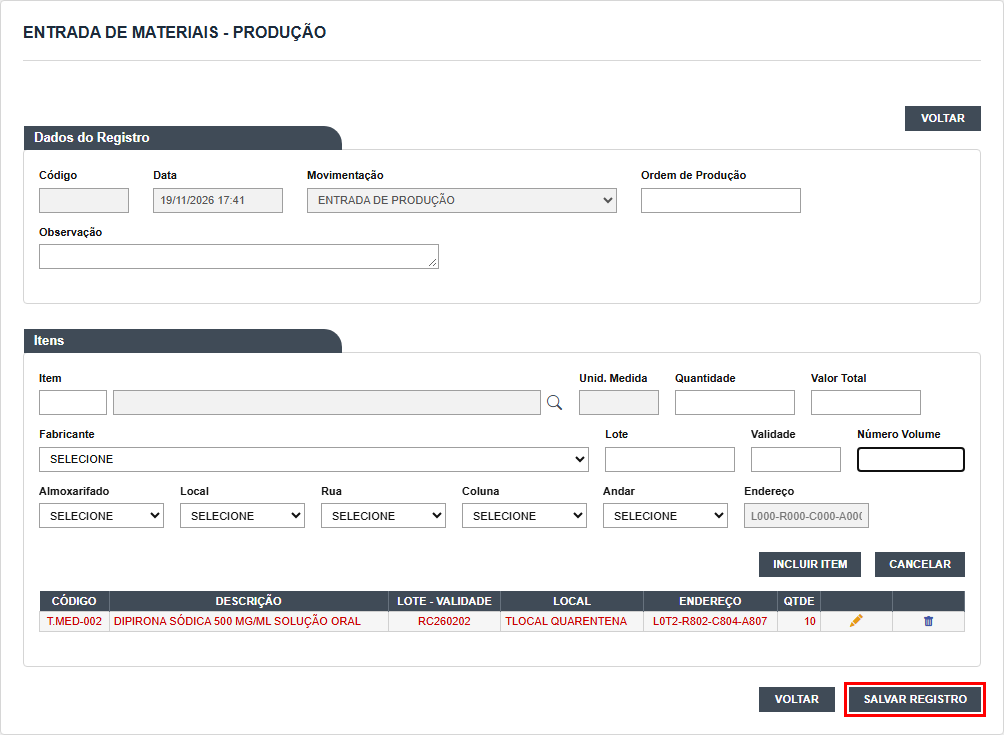 ENTRADA DE MATERIAIS - PRODUÇÃO
VOLTAR
Dados do Registro
Código Data Movimentação Ordem de Produção
19/11/2026 17:41 ENTRADA DE PRODUÇÃO
Observação
Itens
Item Unid. Medida Quantidade Valor Total
Fabricante Lote Validade Número Volume
SELECIONE
Almoxarifado Local Rua Coluna Andar Endereço
SELECIONE SELECIONE SELECIONE SELECIONE SELECIONE L000-R000-C000-A000
INCLUIR ITEM CANCELAR
CÓDIGO DESCRIÇÃO LOTE - VALIDADE LOCAL ENDEREÇO QTDE
T.MED-002 DIPIRONA SÓDICA 500 MG/ML SOLUÇÃO ORAL RC260202 TLOCAL QUARENTENA L0T2-R802-C804-A807 10
VOLTAR SALVAR REGISTRO